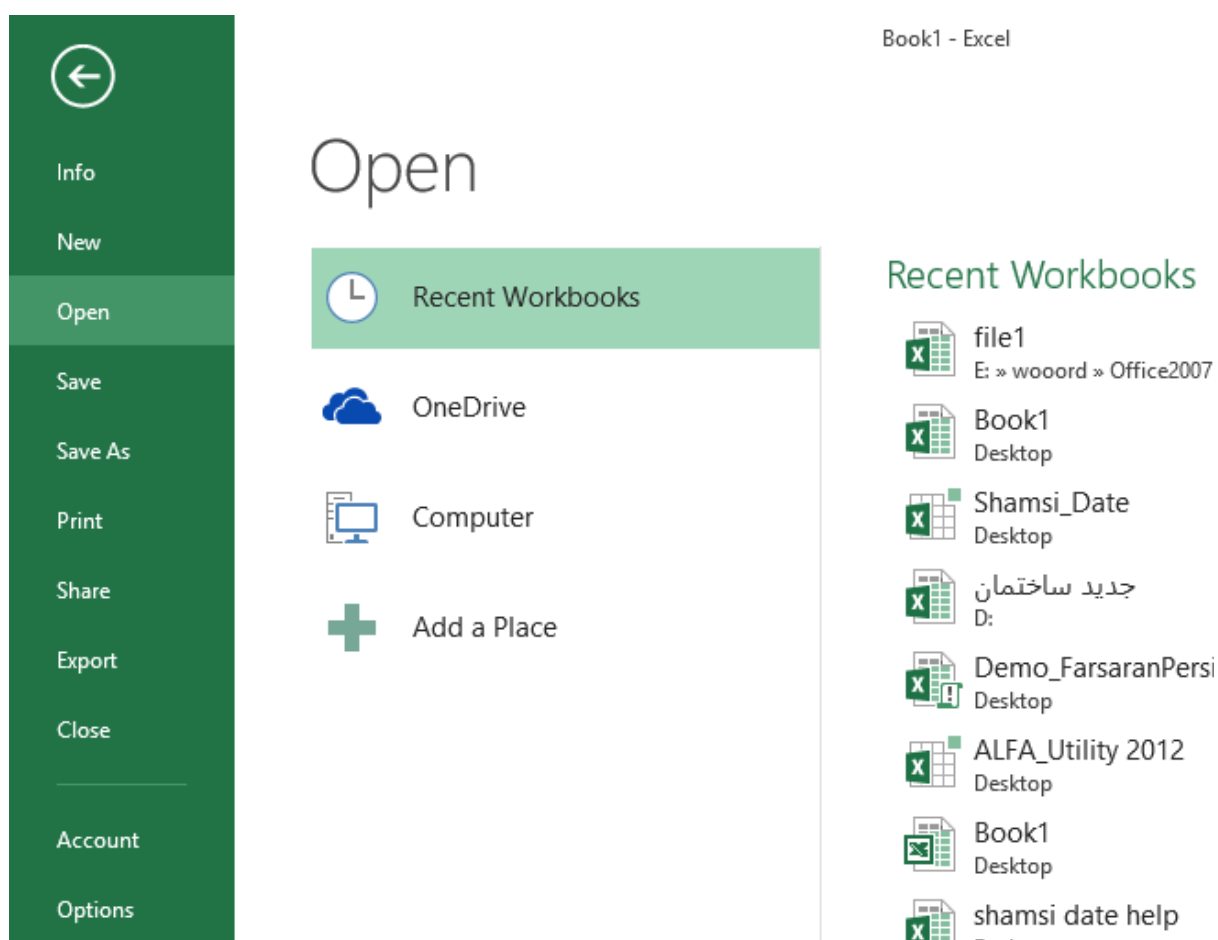 Book1 - Excel
Info
New
Open
Save
Save As
Print
Share
Export
Close
Account
Options
Open
Recent Workbooks
OneDrive
Computer
Add a Place
Recent Workbooks
file1
E: » wooord » Office2007
Book1
Desktop
Shamsi_Date
Desktop
جدید ساختمان
D:
Demo_FarsaranPersi
Desktop
ALFA_Utility 2012
Desktop
Book1
Desktop
shamsi date help